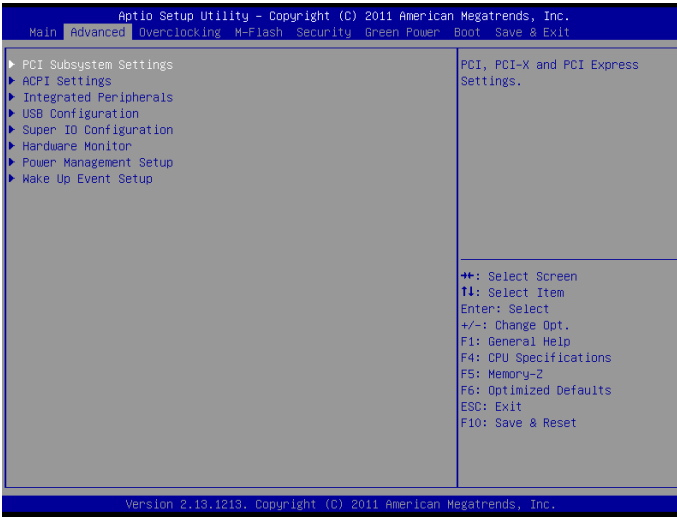 Aptio Setup Utility – Copyright (C) 2011 American Megatrends, Inc.
Main Advanced Overclocking M-Flash Security Green Power Boot Save & Exit
▶ PCI Subsystem Settings
▶ ACPI Settings
▶ Integrated Peripherals
▶ USB Configuration
▶ Super IO Configuration
▶ Hardware Monitor
▶ Power Management Setup
▶ Wake Up Event Setup
PCI, PCI-X and PCI Express
Settings.
→←: Select Screen
↑↓: Select Item
Enter: Select
+/-: Change Opt.
F1: General Help
F4: CPU Specifications
F5: Memory-Z
F6: Optimized Defaults
ESC: Exit
F10: Save & Reset
Version 2.13.1213. Copyright (C) 2011 American Megatrends, Inc.